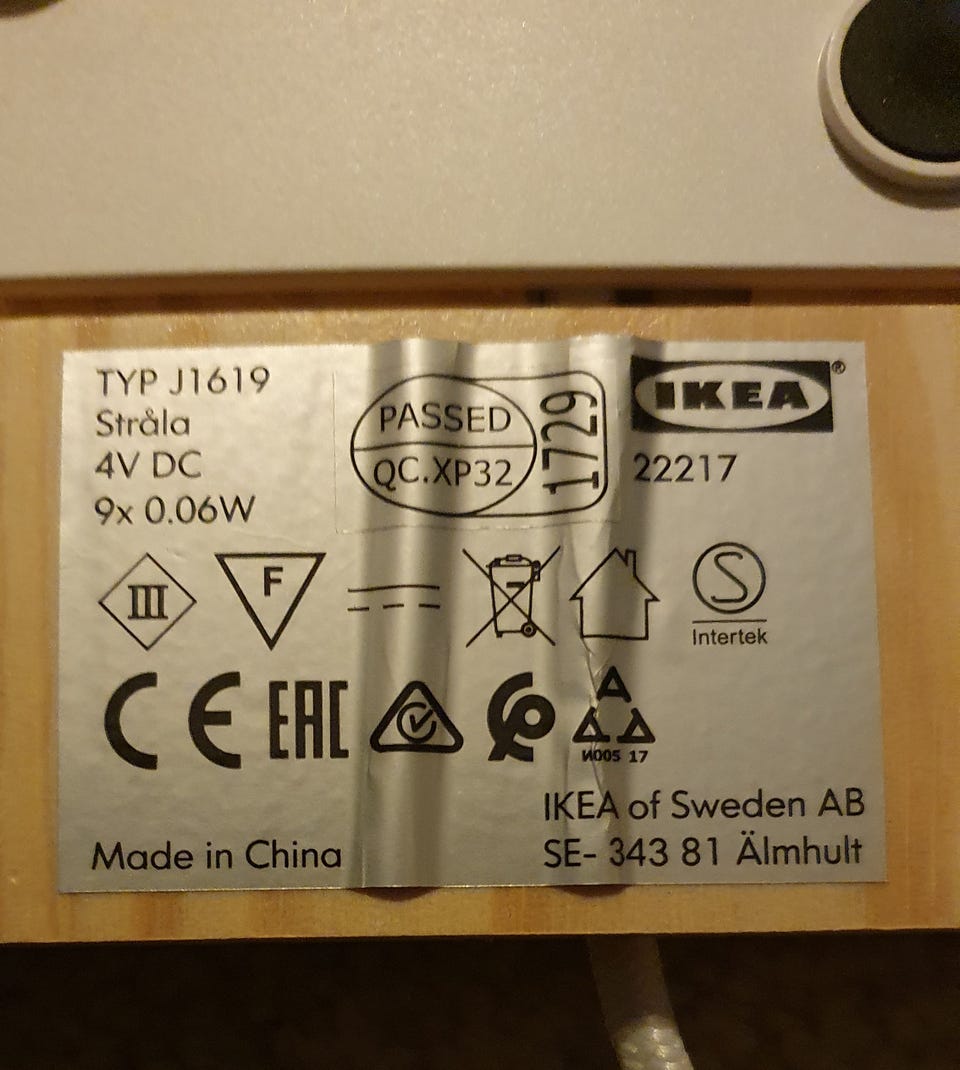 TYP J1619
Stråla
4V DC
9x 0.06W
PASSED
QC.XP32
1729
IKEA®
22217
III
F
S
Intertek
CE
EAC
И005 17
Made in China
IKEA of Sweden AB
SE- 343 81 Älmhult